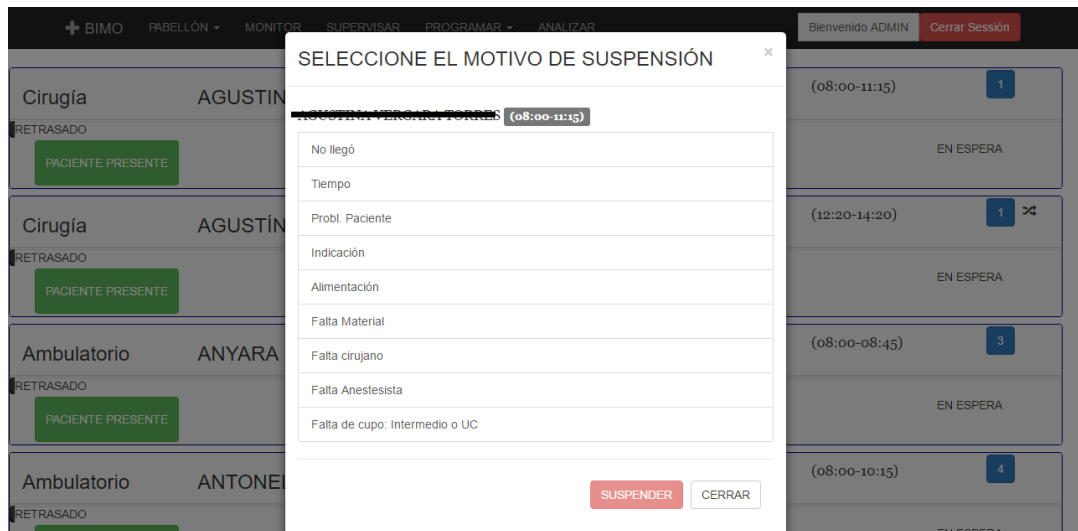 BIMO PABELLÓN MONITOR SUPERVISAR PROGRAMAR ANALIZAR Bienvenido ADMIN Cerrar Sessión
SELECCIONE EL MOTIVO DE SUSPENSIÓN ×
(08:00-11:15)
No llegó
Tiempo
Probl. Paciente
Indicación
Alimentación
Falta Material
Falta cirujano
Falta Anestesista
Falta de cupo: Intermedio o UC
SUSPENDER CERRAR
Cirugía AGUSTIN (08:00-11:15) 1
RETRASADO
PACIENTE PRESENTE EN ESPERA
Cirugía AGUSTÍN (12:20-14:20) 1
RETRASADO
PACIENTE PRESENTE EN ESPERA
Ambulatorio ANYARA (08:00-08:45) 3
RETRASADO
PACIENTE PRESENTE EN ESPERA
Ambulatorio ANTONEL (08:00-10:15) 4
RETRASADO